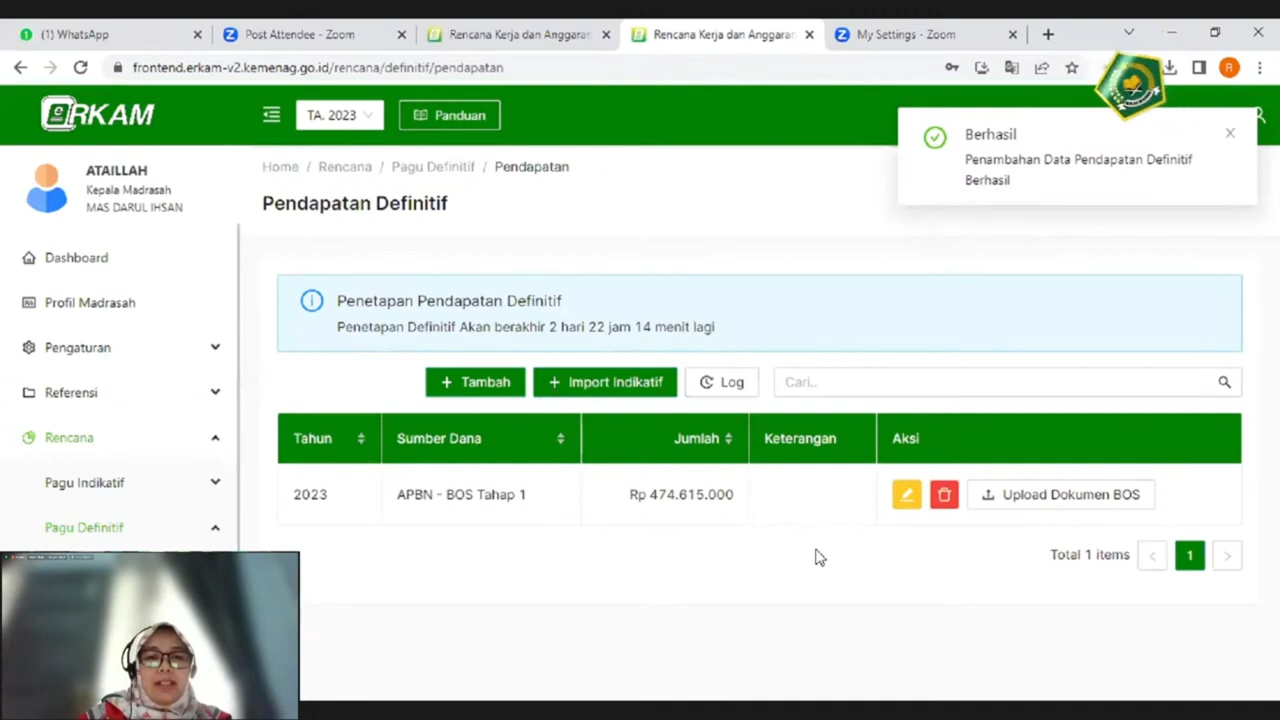 (1) WhatsApp
Post Attendee - Zoom
Rencana Kerja dan Anggaran
Rencana Kerja dan Anggaran
My Settings - Zoom
frontend.erkam-v2.kemenag.go.id/rencana/definitif/pendapatan
eRKAM
TA. 2023
Panduan
Berhasil
Penambahan Data Pendapatan Definitif
Berhasil
ATAILLAH
Kepala Madrasah
MAS DARUL IHSAN
Home / Rencana / Pagu Definitif / Pendapatan
Pendapatan Definitif
Dashboard
Profil Madrasah
Pengaturan
Referensi
Rencana
Pagu Indikatif
Pagu Definitif
Penetapan Pendapatan Definitif
Penetapan Definitif Akan berakhir 2 hari 22 jam 14 menit lagi
+ Tambah
+ Import Indikatif
Log
Cari..
Tahun
Sumber Dana
Jumlah
Keterangan
Aksi
2023
APBN - BOS Tahap 1
Rp 474.615.000
Upload Dokumen BOS
Total 1 items
< 1 >